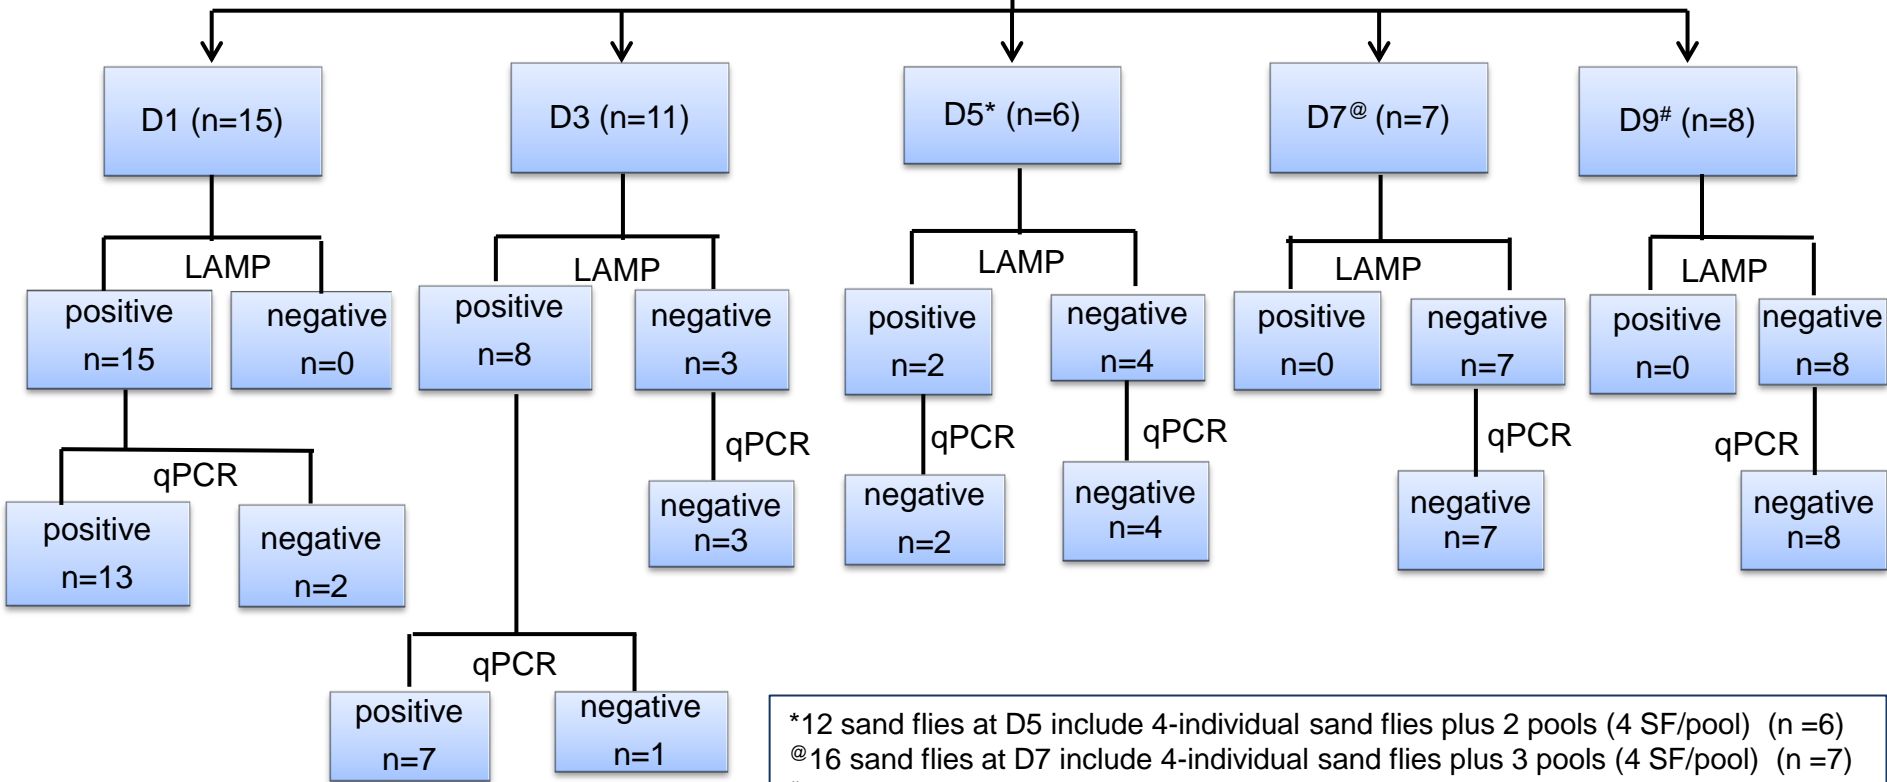 D1 (n=15)
D3 (n=11)
D5* (n=6)
D7@ (n=7)
D9# (n=8)
LAMP
LAMP
LAMP
LAMP
LAMP
positive
n=15
negative
n=0
positive
n=8
negative
n=3
positive
n=2
negative
n=4
positive
n=0
negative
n=7
positive
n=0
negative
n=8
qPCR
qPCR
qPCR
qPCR
qPCR
qPCR
positive
n=13
negative
n=2
negative
n=3
negative
n=2
negative
n=4
negative
n=7
negative
n=8
qPCR
positive
n=7
negative
n=1
*12 sand flies at D5 include 4-individual sand flies plus 2 pools (4 SF/pool) (n =6)
@16 sand flies at D7 include 4-individual sand flies plus 3 pools (4 SF/pool) (n =7)